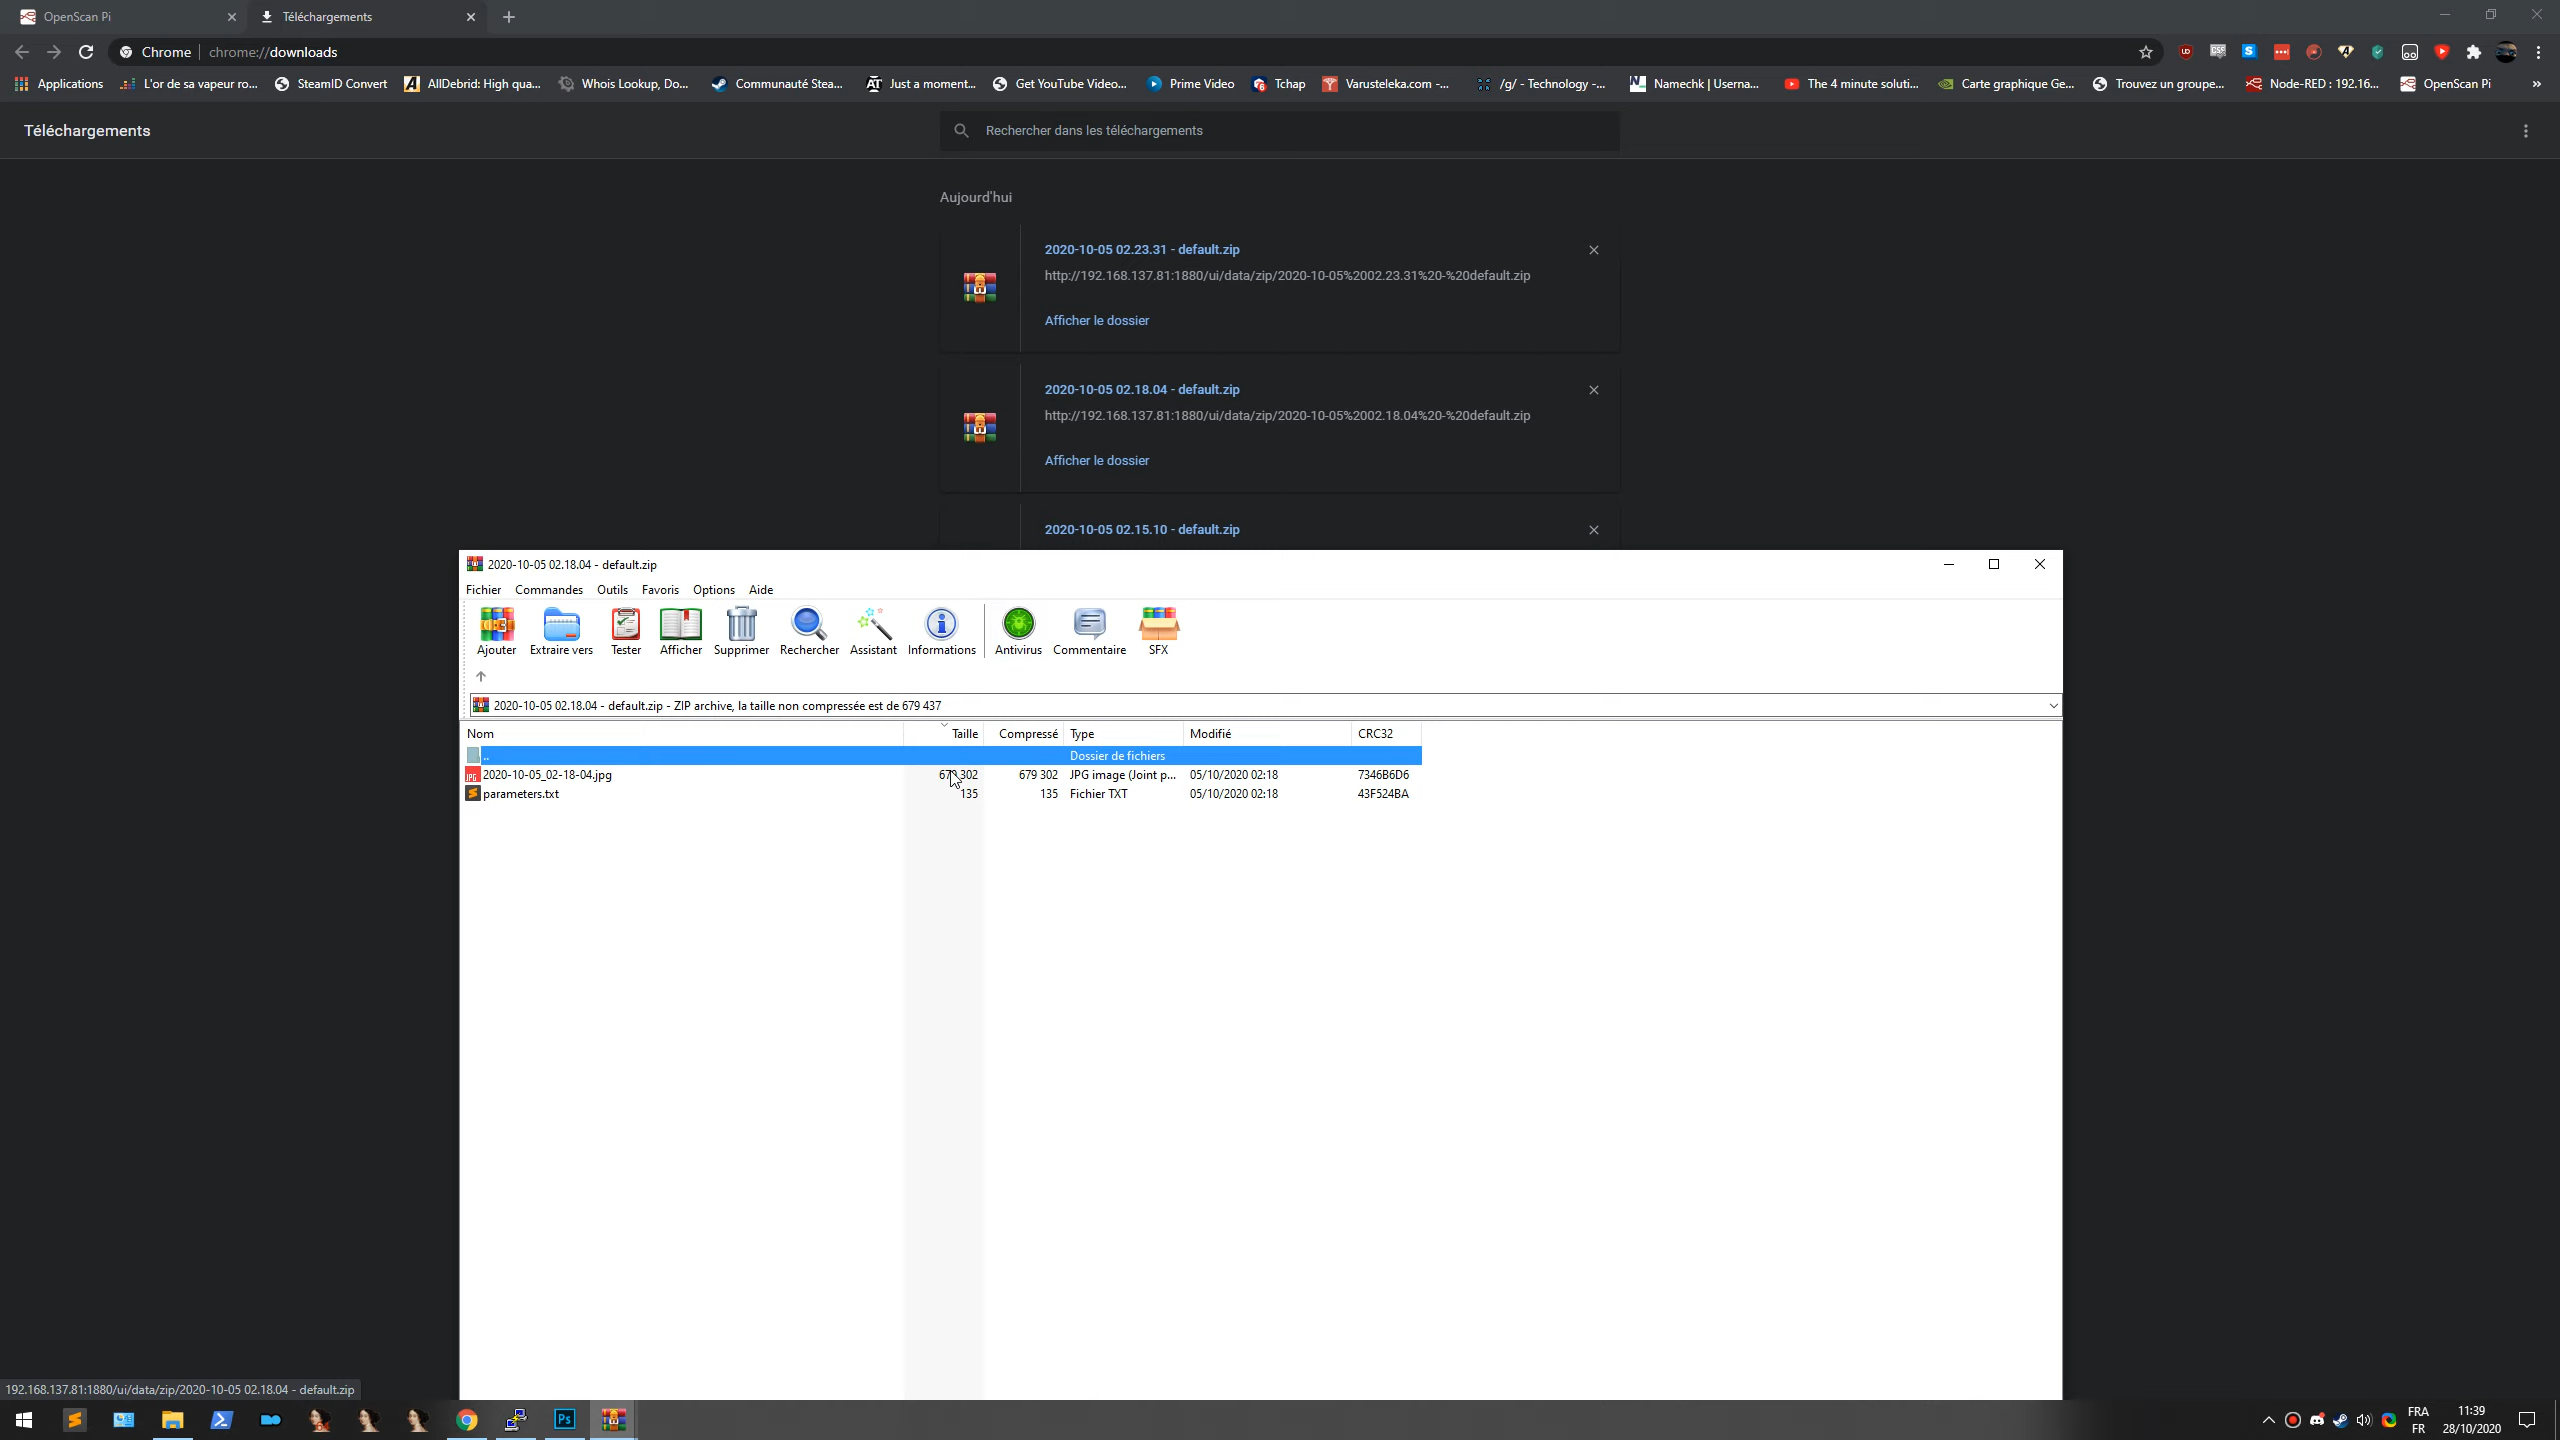 OpenScan Pi
Téléchargements
Chrome
chrome://downloads
Applications
L'or de sa vapeur ro...
SteamID Convert
AllDebrid: High qua...
Whois Lookup, Do...
Communauté Stea...
Just a moment...
Get YouTube Video...
Prime Video
Tchap
Varusteleka.com -...
/g/ - Technology -...
Namechk | Userna...
The 4 minute soluti...
Carte graphique Ge...
Trouvez un groupe...
Node-RED : 192.16...
OpenScan Pi
Téléchargements
Rechercher dans les téléchargements
Aujourd'hui
2020-10-05 02.23.31 - default.zip
http://192.168.137.81:1880/ui/data/zip/2020-10-05%2002.23.31%20-%20default.zip
Afficher le dossier
2020-10-05 02.18.04 - default.zip
http://192.168.137.81:1880/ui/data/zip/2020-10-05%2002.18.04%20-%20default.zip
Afficher le dossier
2020-10-05 02.15.10 - default.zip
2020-10-05 02.18.04 - default.zip
Fichier Commandes Outils Favoris Options Aide
Ajouter Extraire vers Tester Afficher Supprimer Rechercher Assistant Informations Antivirus Commentaire SFX
2020-10-05 02.18.04 - default.zip - ZIP archive, la taille non compressée est de 679 437
Nom Taille Compressé Type Modifié CRC32
.. Dossier de fichiers
2020-10-05_02-18-04.jpg 679 302 679 302 JPG image (Joint p... 05/10/2020 02:18 7346B6D6
parameters.txt 135 135 Fichier TXT 05/10/2020 02:18 43F524BA
192.168.137.81:1880/ui/data/zip/2020-10-05 02.18.04 - default.zip
FRA
FR
11:39
28/10/2020